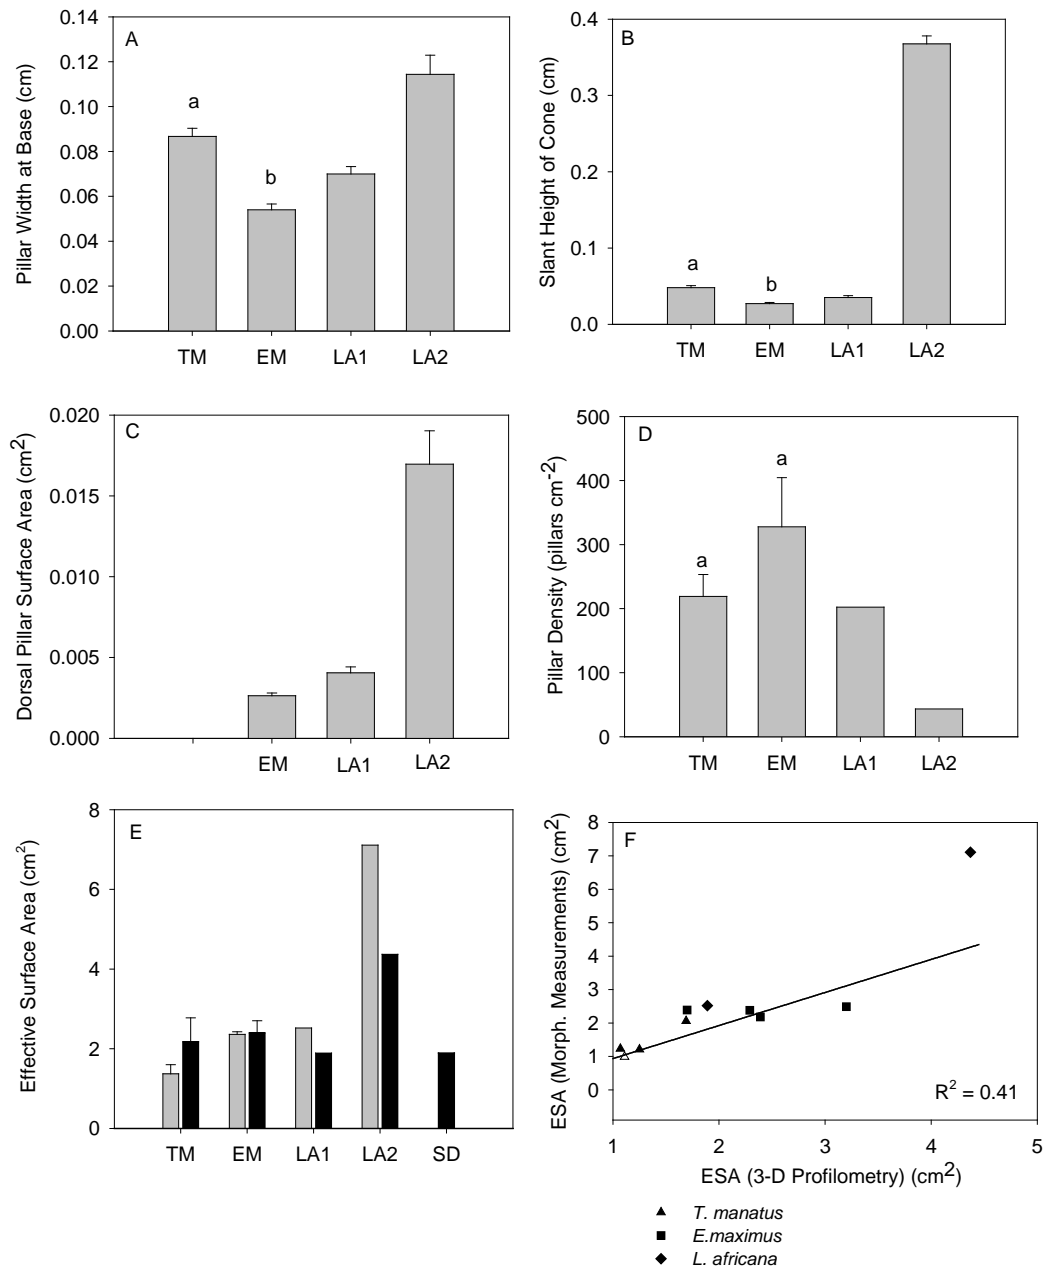 A
Pillar Width at Base (cm)
0.14
0.12
0.10
0.08
0.06
0.04
0.02
0.00
a
b
TM EM LA1 LA2
B
Slant Height of Cone (cm)
0.4
0.3
0.2
0.1
0.0
a
b
TM EM LA1 LA2
C
Dorsal Pillar Surface Area (cm2)
0.020
0.015
0.010
0.005
0.000
EM LA1 LA2
D
Pillar Density (pillars cm-2)
500
400
300
200
100
0
a
a
TM EM LA1 LA2
E
Effective Surface Area (cm2)
8
6
4
2
0
TM EM LA1 LA2 SD
F
ESA (Morph. Measurements) (cm2)
8
7
6
5
4
3
2
1
0
R2 = 0.41
1 2 3 4 5
ESA (3-D Profilometry) (cm2)
T. manatus
E.maximus
L. africana